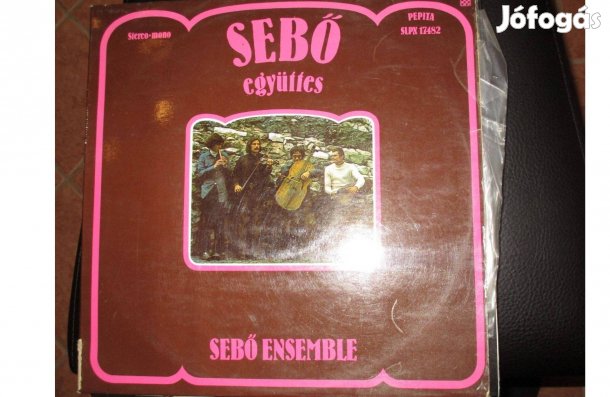 Jófogás
Stereo-mono
PEPITA
SLPX 17482
SEBŐ
együttes
SEBŐ ENSEMBLE